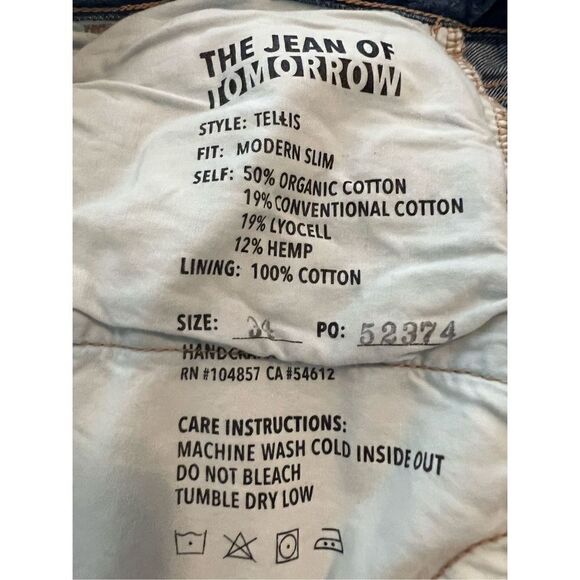 THE JEAN OF
TOMORROW
STYLE: TELLIS
FIT: MODERN SLIM
SELF: 50% ORGANIC COTTON
19% CONVENTIONAL COTTON
19% LYOCELL
12% HEMP
LINING: 100% COTTON
SIZE: 34 PO: 52374
RN #104857 CA #54612
CARE INSTRUCTIONS:
MACHINE WASH COLD INSIDE OUT
DO NOT BLEACH
TUMBLE DRY LOW